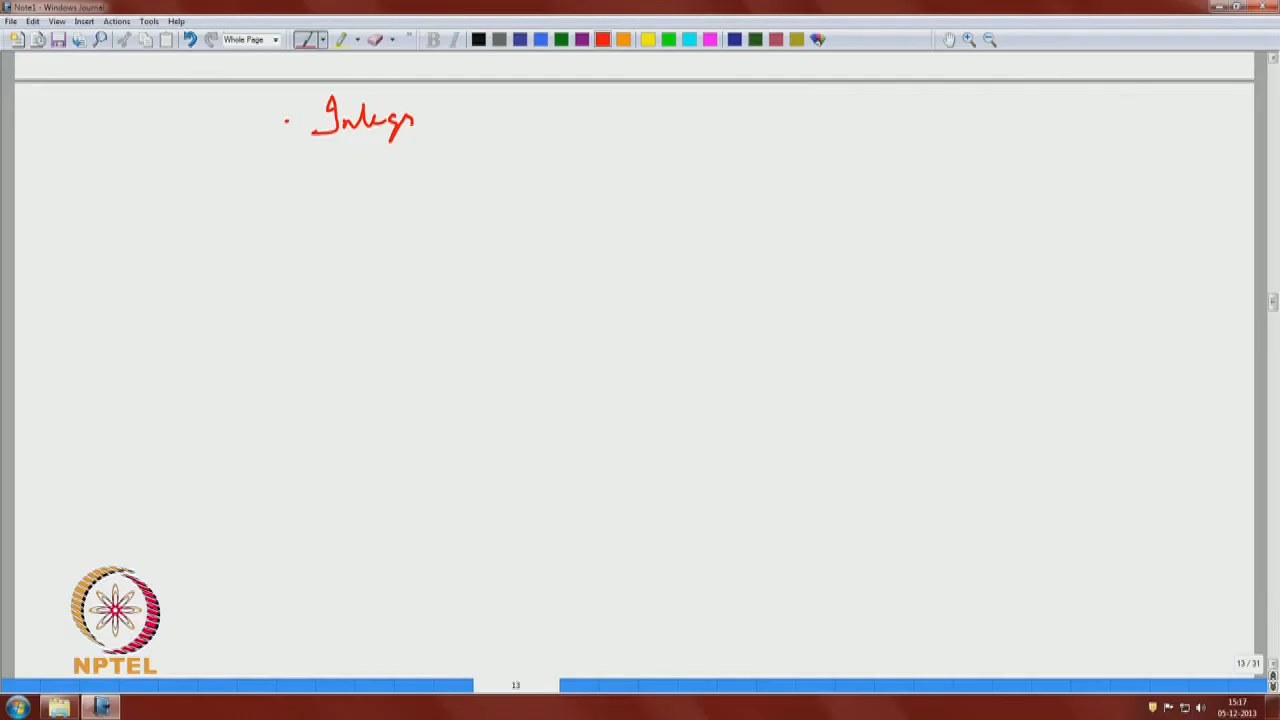 Note1 - Windows Journal
File Edit View Insert Actions Tools Help
Whole Page
B I
· Integr
NPTEL
13 / 31
13
15:17
05-12-2013